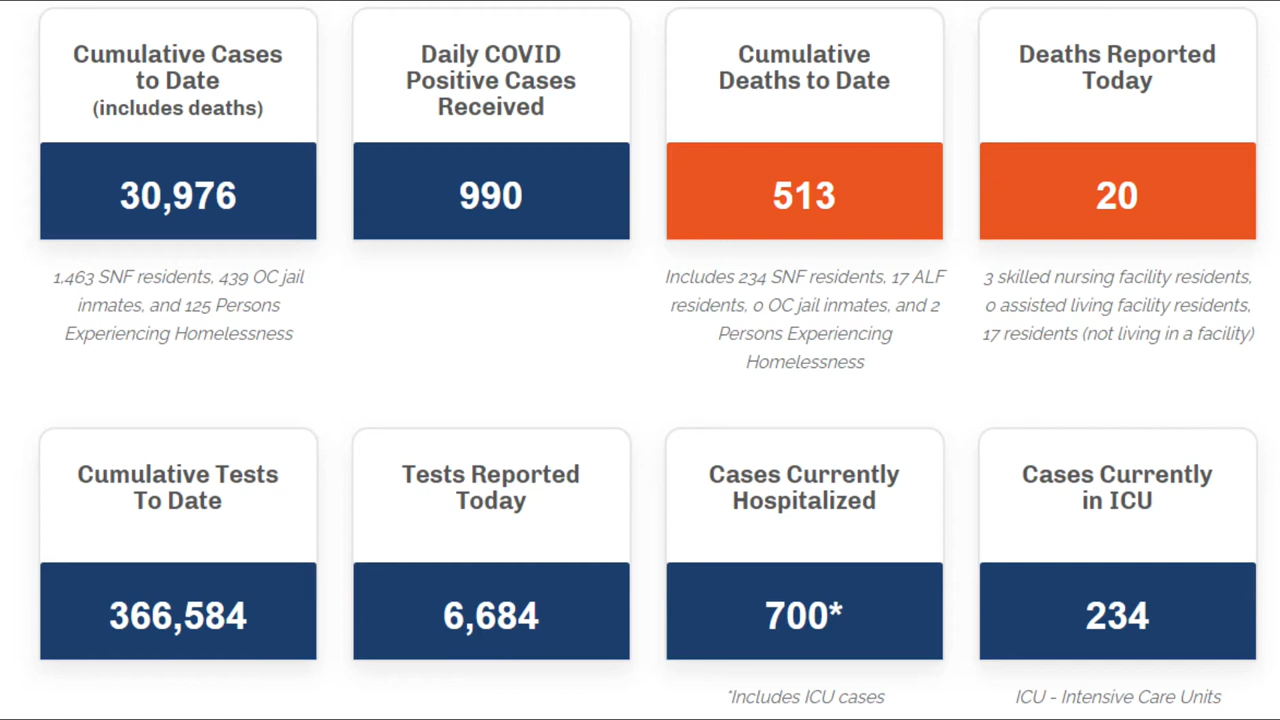 Cumulative Cases
to Date
(includes deaths)
30,976
1,463 SNF residents, 439 OC jail
inmates, and 125 Persons
Experiencing Homelessness
Daily COVID
Positive Cases
Received
990
Cumulative
Deaths to Date
513
Includes 234 SNF residents, 17 ALF
residents, 0 OC jail inmates, and 2
Persons Experiencing
Homelessness
Deaths Reported
Today
20
3 skilled nursing facility residents,
0 assisted living facility residents,
17 residents (not living in a facility)
Cumulative Tests
To Date
366,584
Tests Reported
Today
6,684
Cases Currently
Hospitalized
700*
*Includes ICU cases
Cases Currently
in ICU
234
ICU - Intensive Care Units